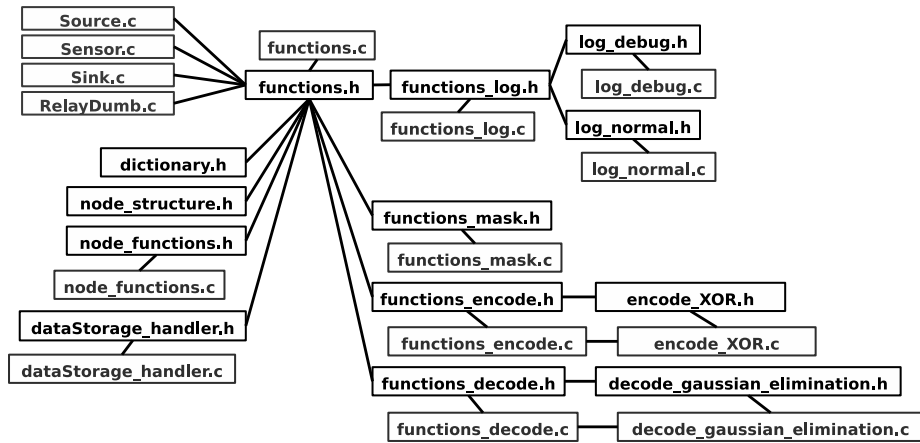 Source.c
Sensor.c
Sink.c
RelayDumb.c
functions.c
functions.h
functions_log.h
functions_log.c
log_debug.h
log_debug.c
log_normal.h
log_normal.c
dictionary.h
node_structure.h
node_functions.h
node_functions.c
dataStorage_handler.h
dataStorage_handler.c
functions_mask.h
functions_mask.c
functions_encode.h
encode_XOR.h
functions_encode.c
encode_XOR.c
functions_decode.h
decode_gaussian_elimination.h
functions_decode.c
decode_gaussian_elimination.c